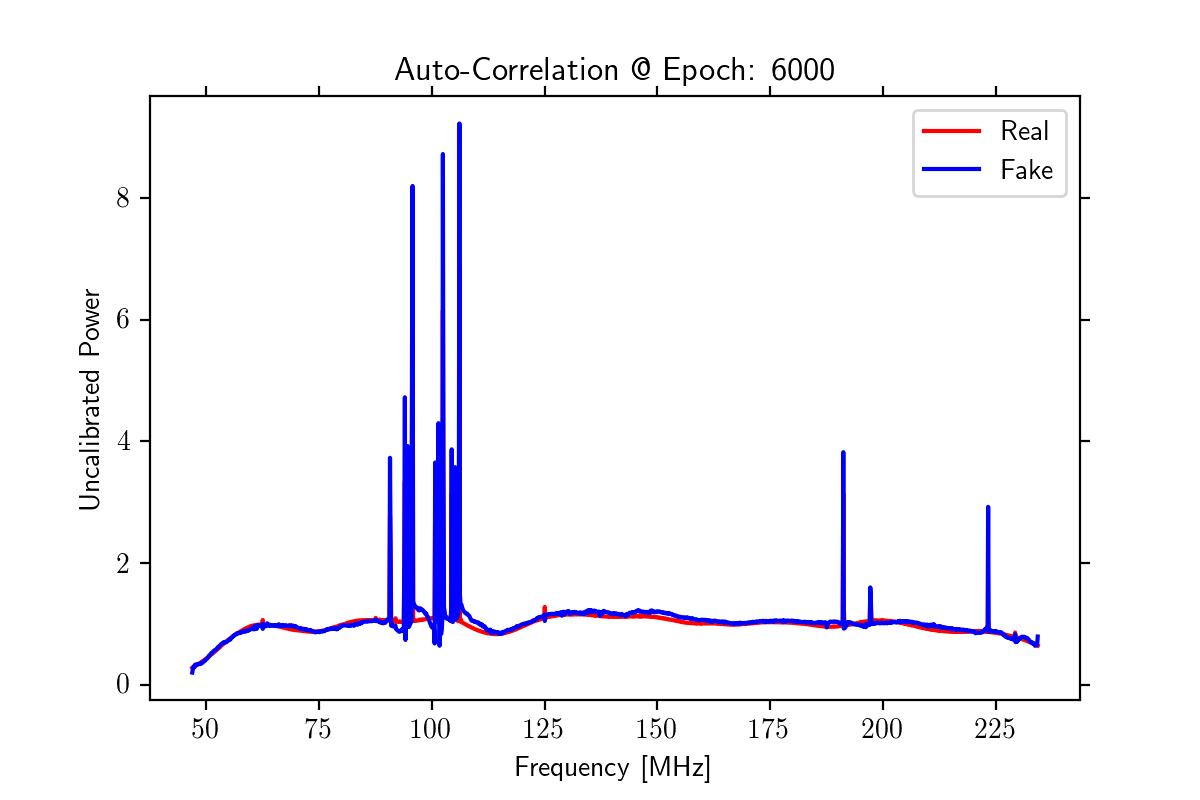 Auto-Correlation @ Epoch: 6000
Real
Fake
Uncalibrated Power
8
6
4
2
0
50 75 100 125 150 175 200 225
Frequency [MHz]